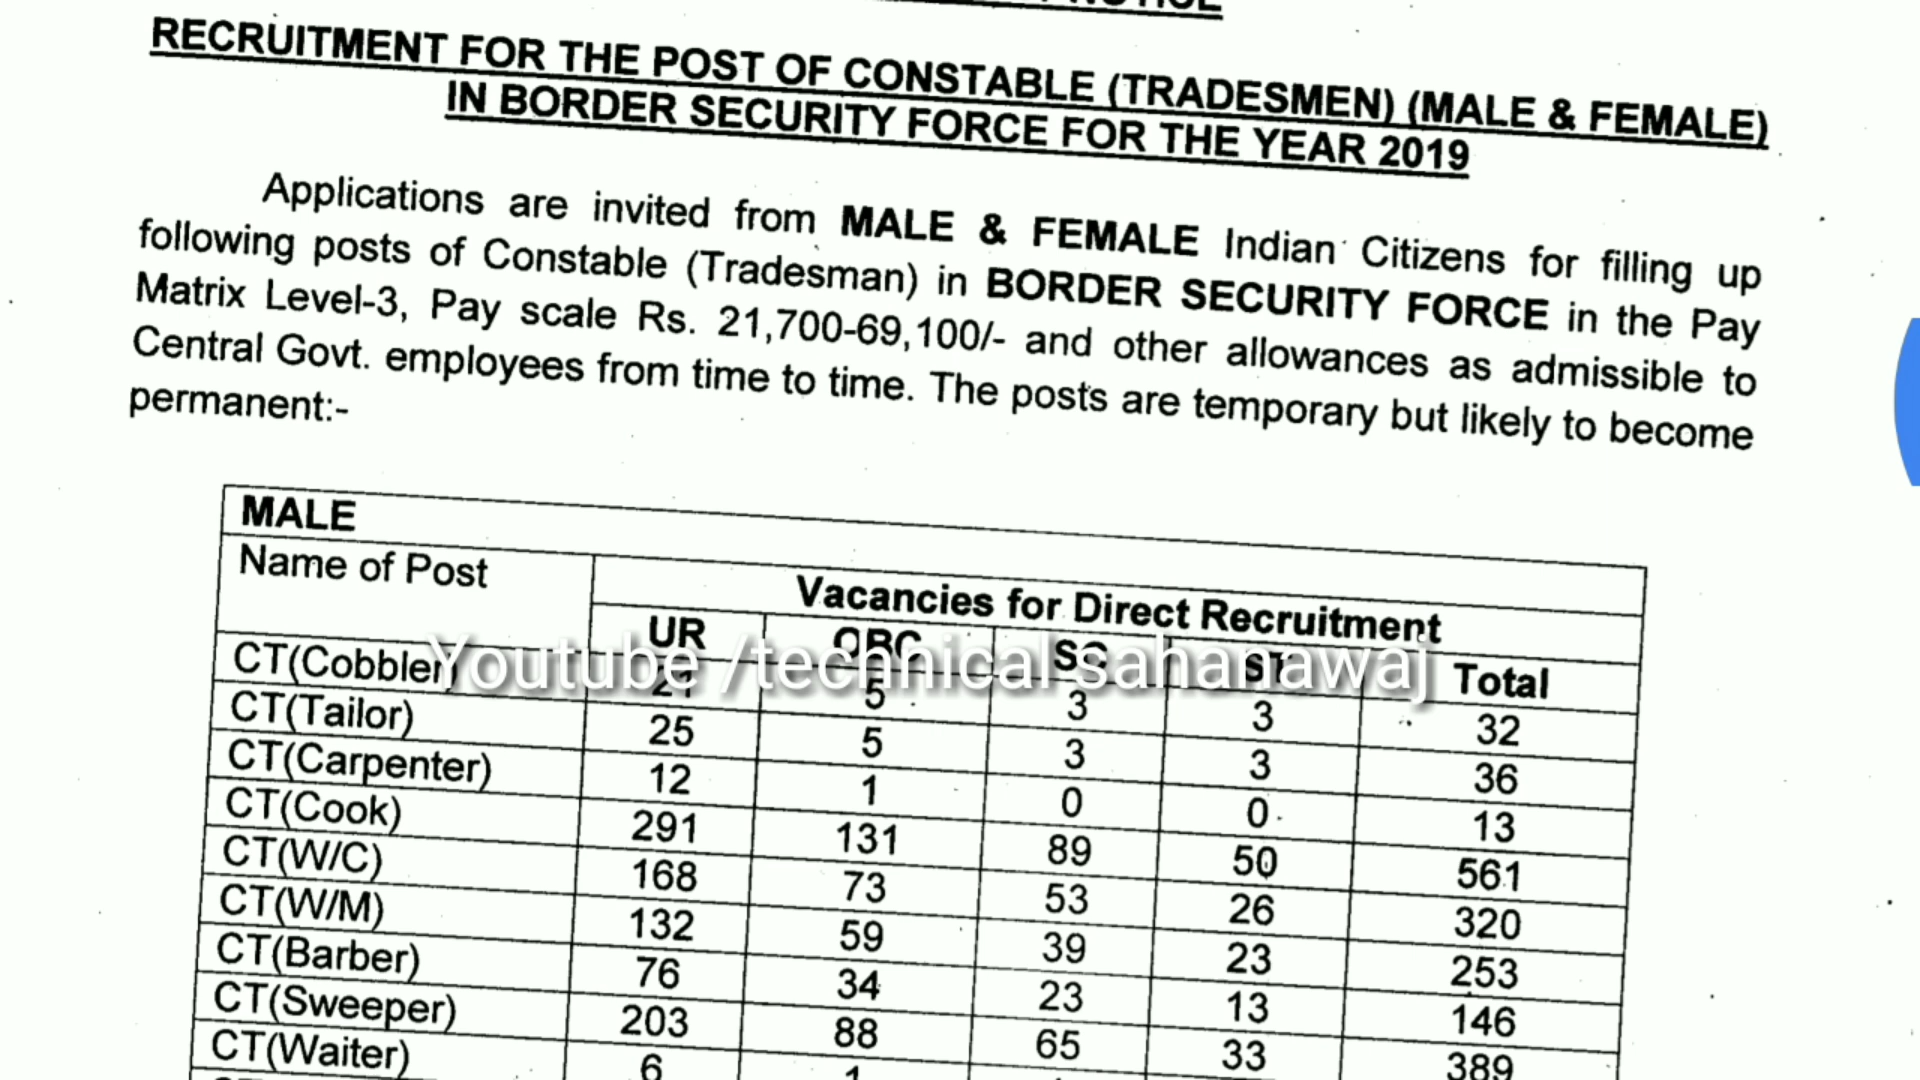 NOTICE
RECRUITMENT FOR THE POST OF CONSTABLE (TRADESMEN) (MALE & FEMALE)
IN BORDER SECURITY FORCE FOR THE YEAR 2019
Applications are invited from MALE & FEMALE Indian Citizens for filling up
following posts of Constable (Tradesman) in BORDER SECURITY FORCE in the Pay
Matrix Level-3, Pay scale Rs. 21,700-69,100/- and other allowances as admissible to
Central Govt. employees from time to time. The posts are temporary but likely to become
permanent:-
MALE
Name of Post Vacancies for Direct Recruitment
UR OBC SC ST Total
Youtube /technical sahanawaj
CT(Cobbler) 21 5 3 3 32
CT(Tailor) 25 5 3 3 36
CT(Carpenter) 12 1 0 0 13
CT(Cook) 291 131 89 50 561
CT(W/C) 168 73 53 26 320
CT(W/M) 132 59 39 23 253
CT(Barber) 76 34 23 13 146
CT(Sweeper) 203 88 65 33 389
CT(Waiter) 6 1